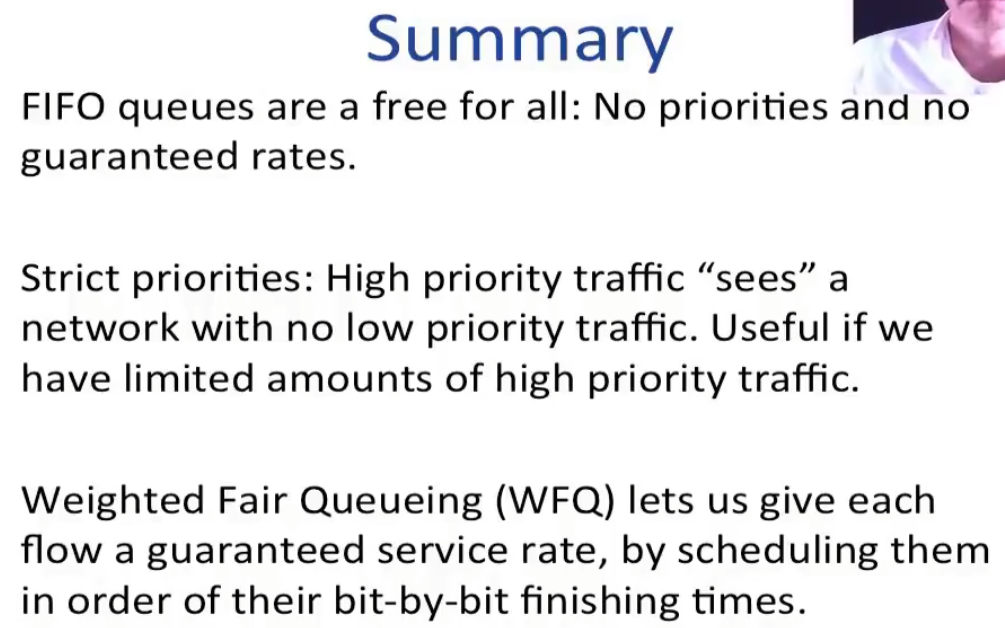 Summary
FIFO queues are a free for all: No priorities and no
guaranteed rates.
Strict priorities: High priority traffic “sees” a
network with no low priority traffic. Useful if we
have limited amounts of high priority traffic.
Weighted Fair Queueing (WFQ) lets us give each
flow a guaranteed service rate, by scheduling them
in order of their bit-by-bit finishing times.